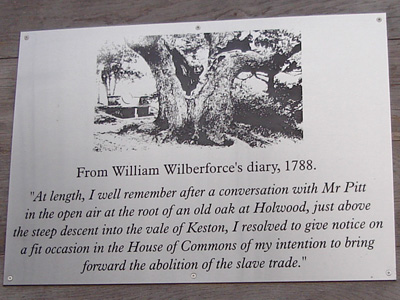 From William Wilberforce's diary, 1788.
"At length, I well remember after a conversation with Mr Pitt
in the open air at the root of an old oak at Holwood, just above
the steep descent into the vale of Keston, I resolved to give notice on
a fit occasion in the House of Commons of my intention to bring
forward the abolition of the slave trade."